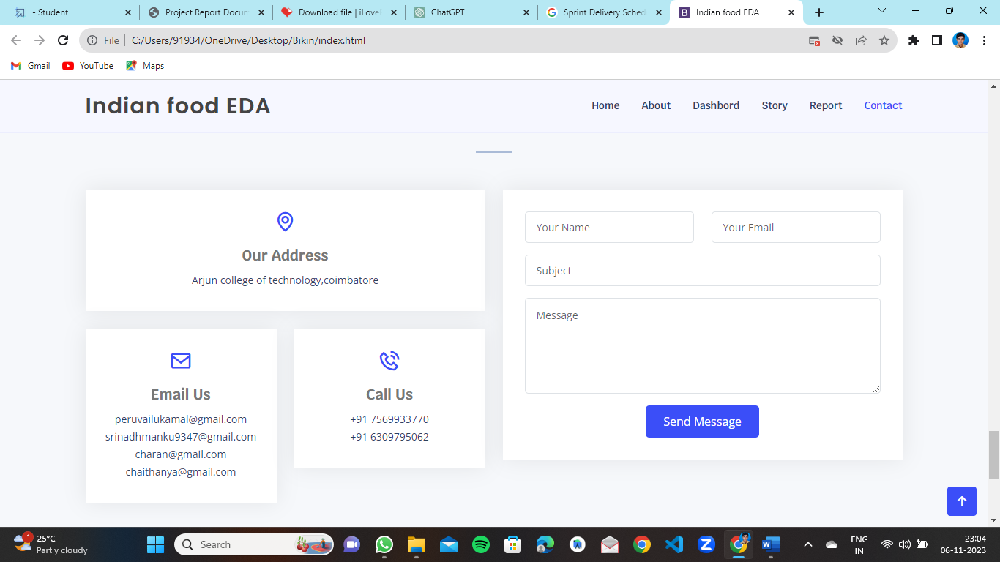 - Student
Project Report Docum
Download file | iLovel
ChatGPT
Sprint Delivery Sched
Indian food EDA
File
C:/Users/91934/OneDrive/Desktop/Bikin/index.html
Gmail
YouTube
Maps
Indian food EDA
Home
About
Dashbord
Story
Report
Contact
Our Address
Arjun college of technology,coimbatore
Email Us
peruvailukamal@gmail.com
srinadhmanku9347@gmail.com
charan@gmail.com
chaithanya@gmail.com
Call Us
+91 7569933770
+91 6309795062
Your Name
Your Email
Subject
Message
Send Message
1
25°C
Partly cloudy
Search
ENG
IN
23:04
06-11-2023